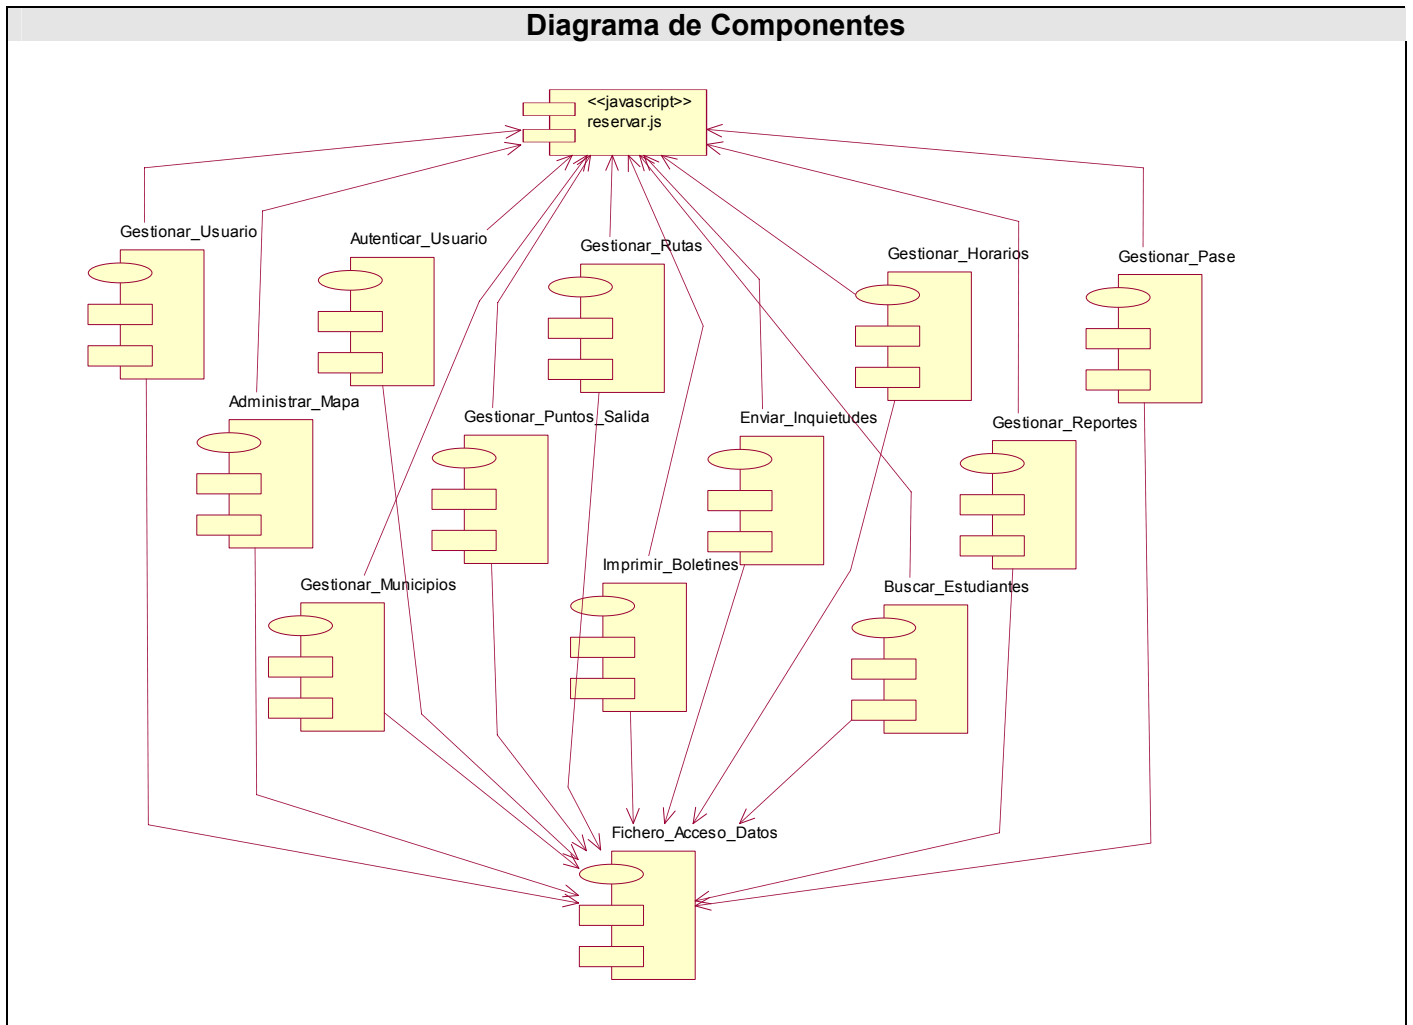 Diagrama de Componentes
<<javascript>>
reservar.js
Gestionar_Usuario
Autenticar_Usuario
Gestionar_Rutas
Gestionar_Horarios
Gestionar_Pase
Administrar_Mapa
Gestionar_Puntos_Salida
Enviar_Inquietudes
Gestionar_Reportes
Gestionar_Municipios
Imprimir_Boletines
Buscar_Estudiantes
Fichero_Acceso_Datos